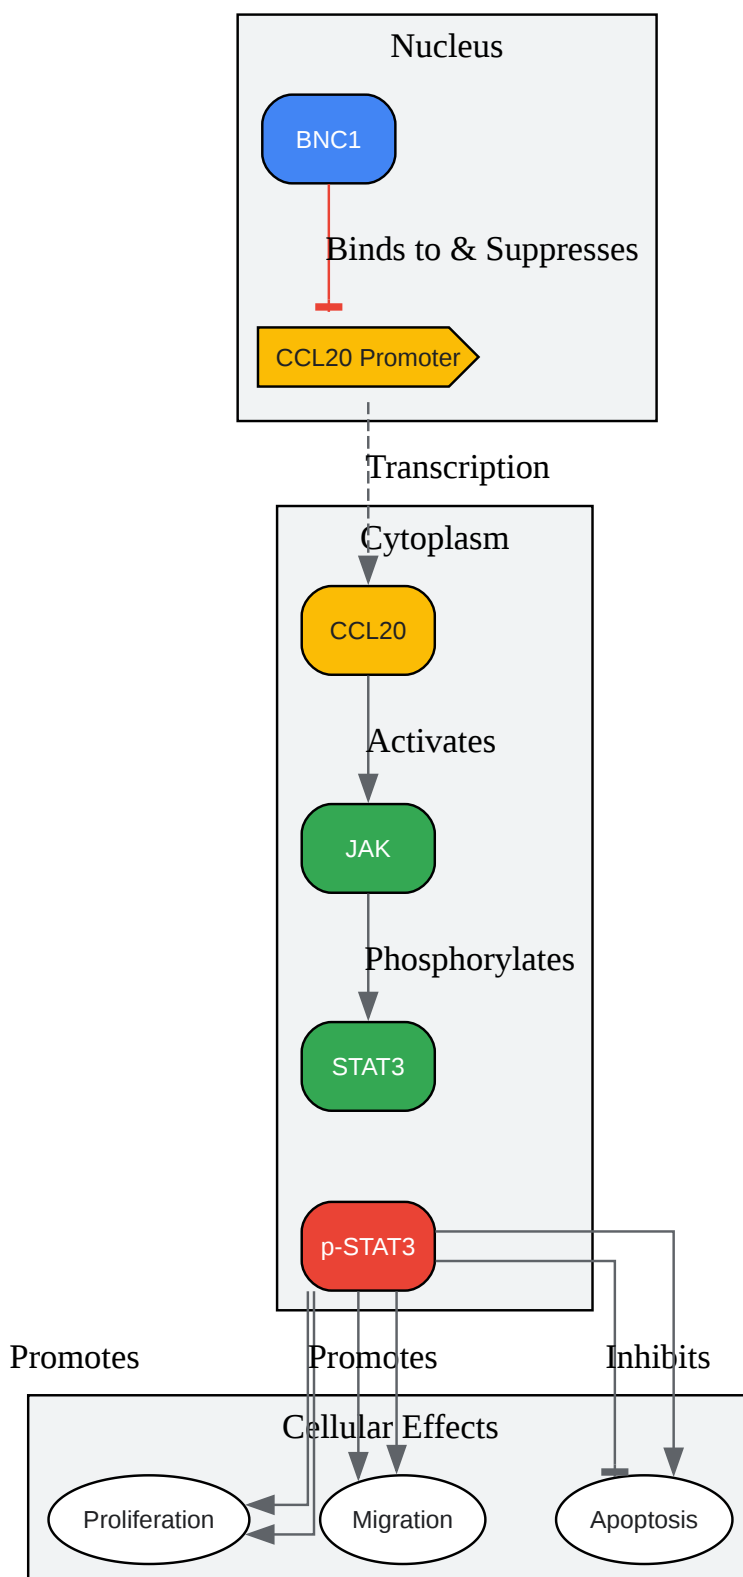 Nucleus
BNC1
Binds to & Suppresses
CCL20 Promoter
Transcription
Cytoplasm
CCL20
Activates
JAK
Phosphorylates
STAT3
p-STAT3
Promotes
Promotes
Inhibits
Cellular Effects
Proliferation
Migration
Apoptosis